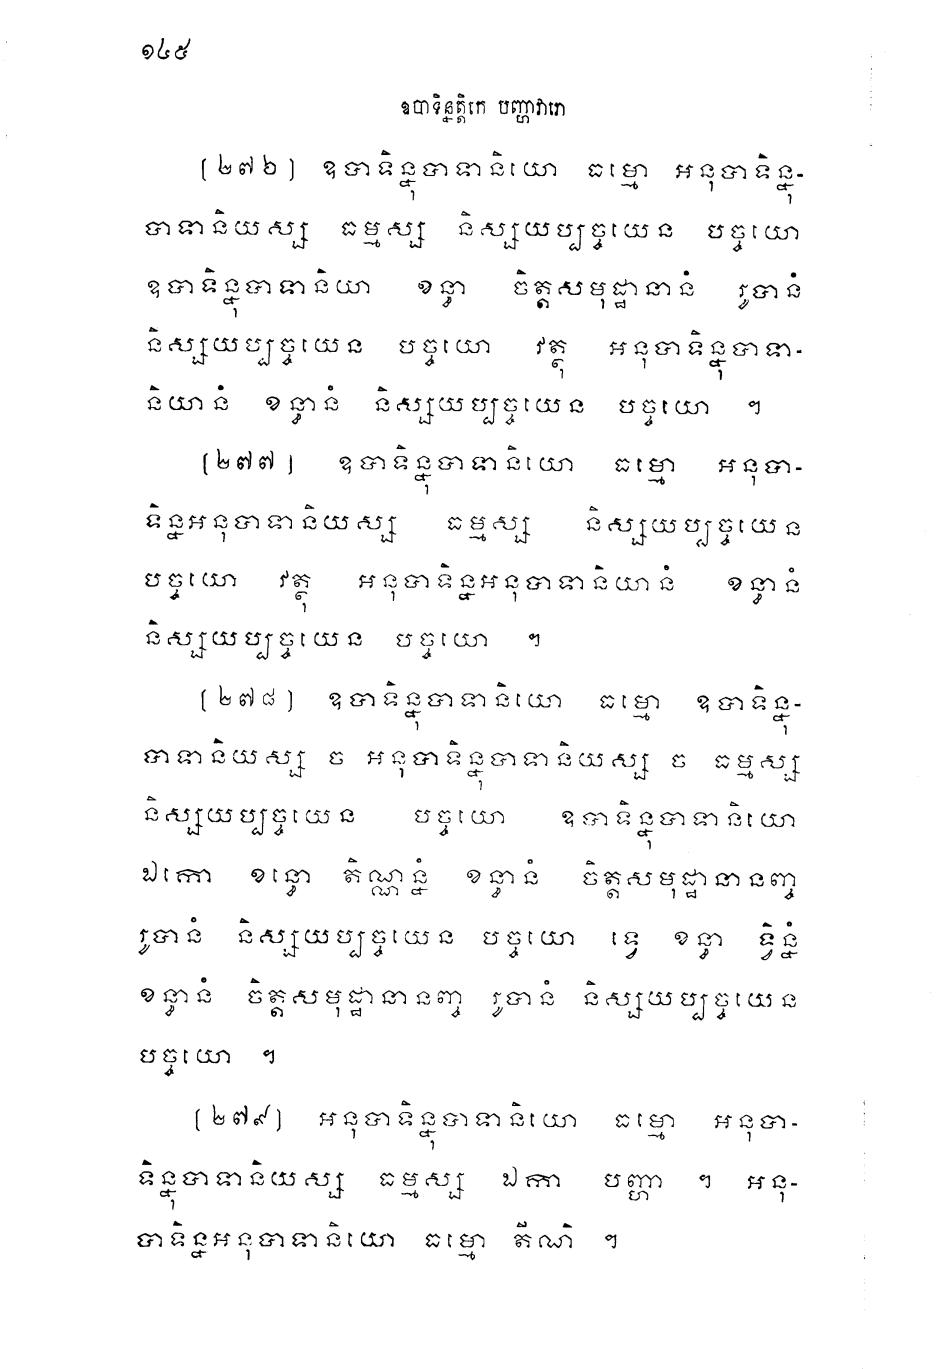 ១៤៥
ឧបាទិន្នត្តិកេ បញ្ហាវារោ
[២៧៦] ឧបាទិន្នុបាទានិយោ ធម្មោ អនុបាទិន្នុ-
បាទានិយស្ស ធម្មស្ស និស្សយប្បច្ចយេន បច្ចយោ
ឧបាទិន្នុបាទានិយា ខន្ធា ចិត្តសមុដ្ឋានានំ រូបានំ
និស្សយប្បច្ចយេន បច្ចយោ វត្ថុ អនុបាទិន្នុបាទា-
និយានំ ខន្ធានំ និស្សយប្បច្ចយេន បច្ចយោ ។
[២៧៧] ឧបាទិន្នុបាទានិយោ ធម្មោ អនុបា-
ទិន្នអនុបាទានិយស្ស ធម្មស្ស និស្សយប្បច្ចយេន
បច្ចយោ វត្ថុ អនុបាទិន្នអនុបាទានិយានំ ខន្ធានំ
និស្សយប្បច្ចយេន បច្ចយោ ។
[២៧៨] ឧបាទិន្នុបាទានិយោ ធម្មោ ឧបាទិន្នុ-
បាទានិយស្ស ច អនុបាទិន្នុបាទានិយស្ស ច ធម្មស្ស
និស្សយប្បច្ចយេន បច្ចយោ ឧបាទិន្នុបាទានិយោ
ឯកោ ខន្ធោ តិណ្ណន្នំ ខន្ធានំ ចិត្តសមុដ្ឋានានញ្ច
រូបានំ និស្សយប្បច្ចយេន បច្ចយោ ទ្វេ ខន្ធា ទ្វិន្នំ
ខន្ធានំ ចិត្តសមុដ្ឋានានញ្ច រូបានំ និស្សយប្បច្ចយេន
បច្ចយោ ។
[២៧៩] អនុបាទិន្នុបាទានិយោ ធម្មោ អនុបា-
ទិន្នុបាទានិយស្ស ធម្មស្ស ឯកា បញ្ហា ។ អនុ-
បាទិន្នអនុបាទានិយោ ធម្មោ តីណិ ។